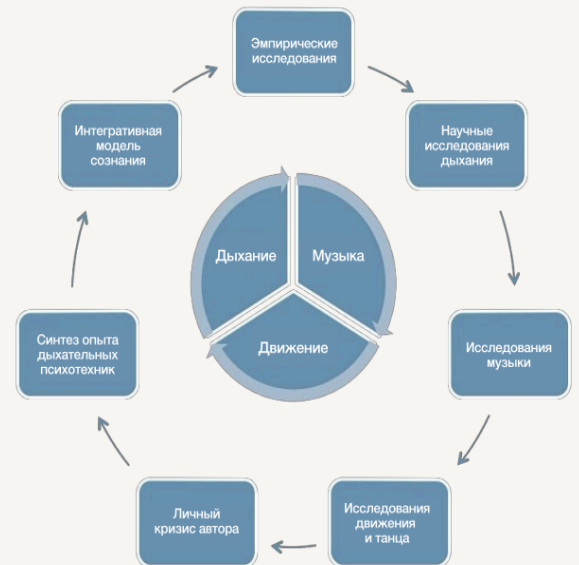 Эмпирические
исследования
Научные
исследования
дыхания
Исследования
музыки
Исследования
движения
и танца
Личный
кризис автора
Синтез опыта
дыхательных
психотехник
Интегративная
модель
сознания
Дыхание
Музыка
Движение